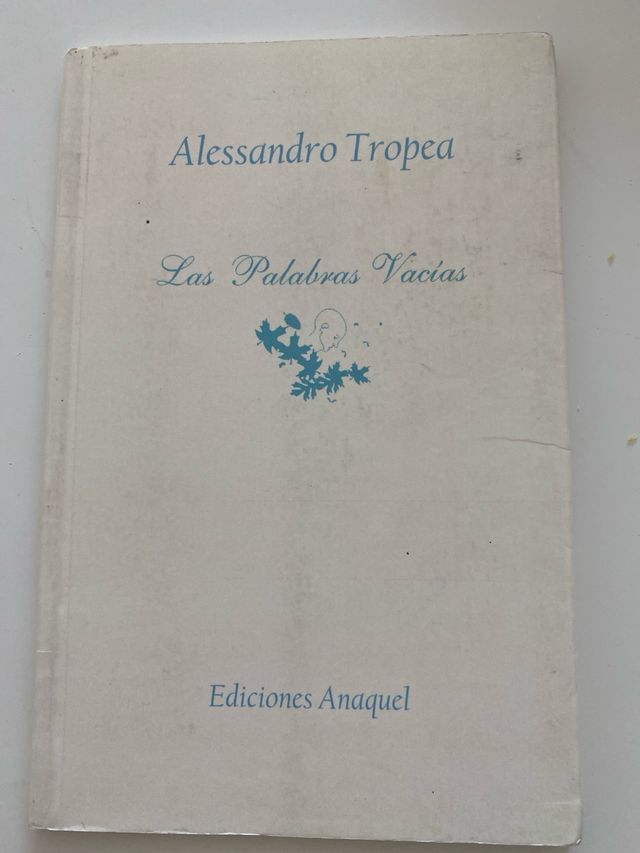 Alessandro Tropea
Las Palabras Vacías
Ediciones Anaquel